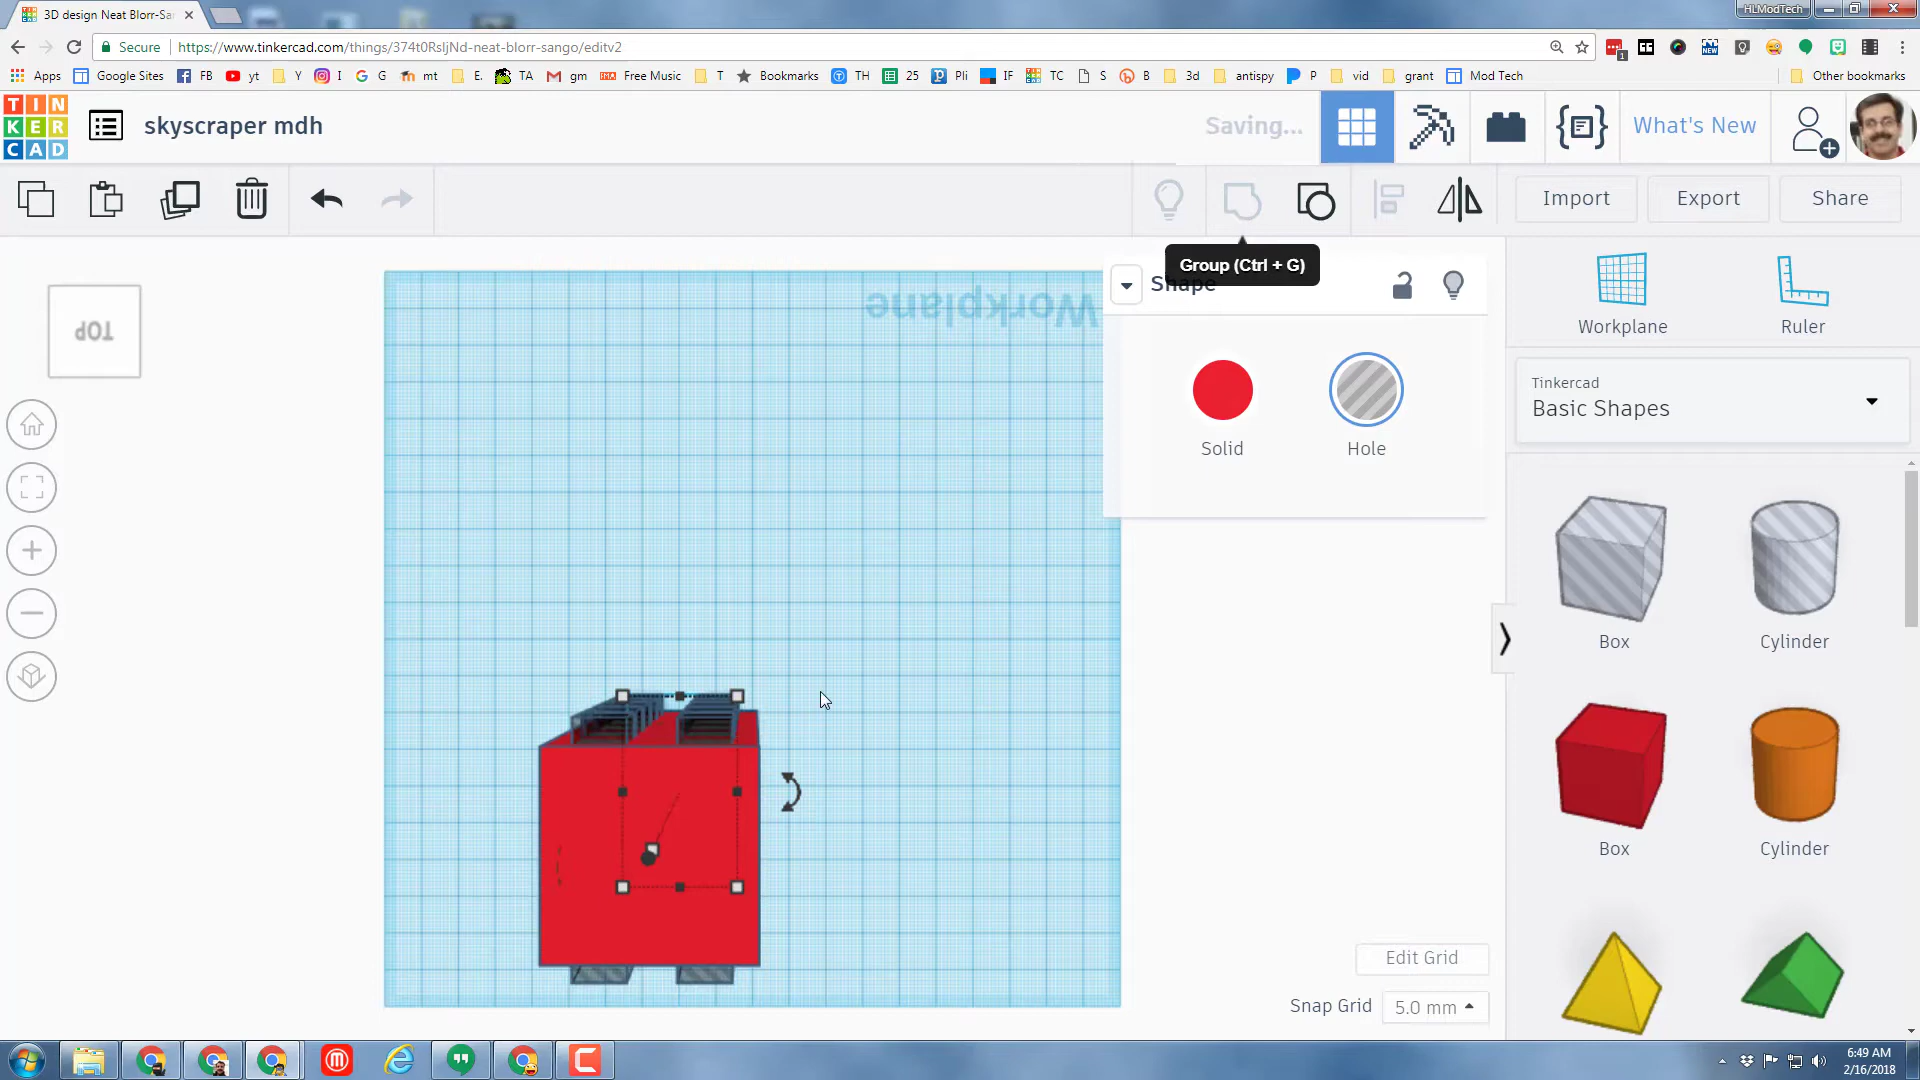 3D design Neat Blorr-Sa
HLModTech
Secure
https://www.tinkercad.com/things/374t0RsljNd-neat-blorr-sango/editv2
Apps
Google Sites
FB
yt
Y
I
G
mt
E.
TA
gm
Free Music
T
Bookmarks
TH
25
Pli
IF
TC
S
B
3d
antispy
P
vid
grant
Mod Tech
Other bookmarks
TIN
KER
CAD
skyscraper mdh
Saving...
What's New
Import
Export
Share
Group (Ctrl + G)
Shape
Workplane
TOP
Solid
Hole
Workplane
Ruler
Tinkercad
Basic Shapes
Box
Cylinder
Box
Cylinder
Edit Grid
Snap Grid
5.0 mm
6:49 AM
2/16/2018